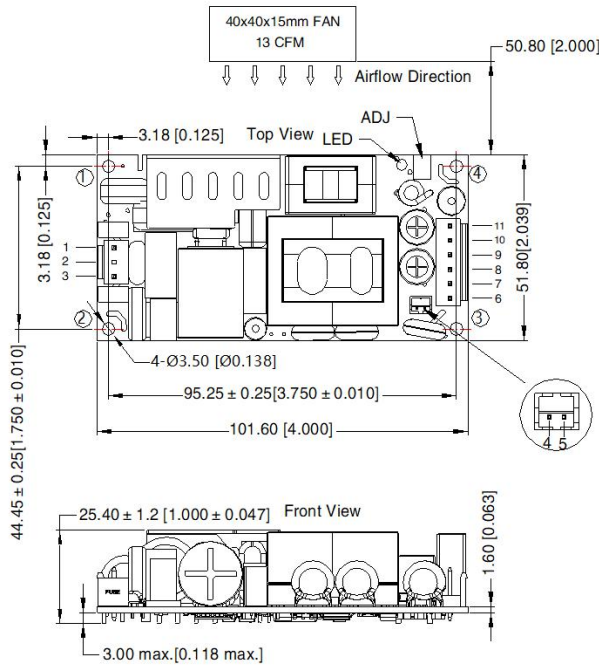 40x40x15mm FAN
13 CFM
50.80 [2.000]
Airflow Direction
ADJ
3.18 [0.125]
Top View
LED
1
4
3.18 [0.125]
1
2
3
11
10
9
8
7
6
51.80[2.039]
2
3
4-Ø3.50 [Ø0.138]
95.25 ± 0.25[3.750 ± 0.010]
101.60 [4.000]
4 5
44.45 ± 0.25[1.750 ± 0.010]
25.40 ± 1.2 [1.000 ± 0.047]
Front View
1.60 [0.063]
FUSE
3.00 max.[0.118 max.]